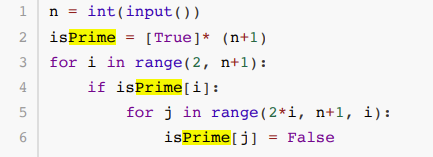 1 n = int(input())
2 isPrime = [True]* (n+1)
3 for i in range(2, n+1):
4     if isPrime[i]:
5         for j in range(2*i, n+1, i):
6             isPrime[j] = False